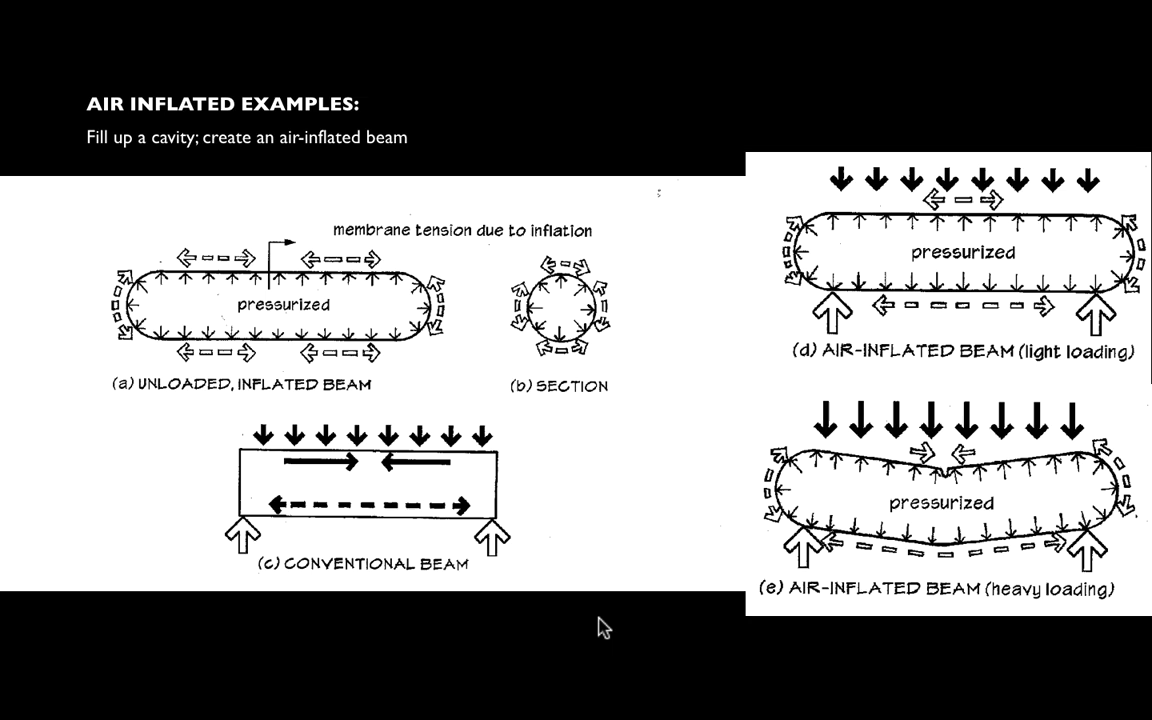 AIR INFLATED EXAMPLES:
Fill up a cavity; create an air-inflated beam
membrane tension due to inflation
pressurized
(a) UNLOADED, INFLATED BEAM
(b) SECTION
(c) CONVENTIONAL BEAM
pressurized
(d) AIR-INFLATED BEAM (light loading)
pressurized
(e) AIR-INFLATED BEAM (heavy loading)